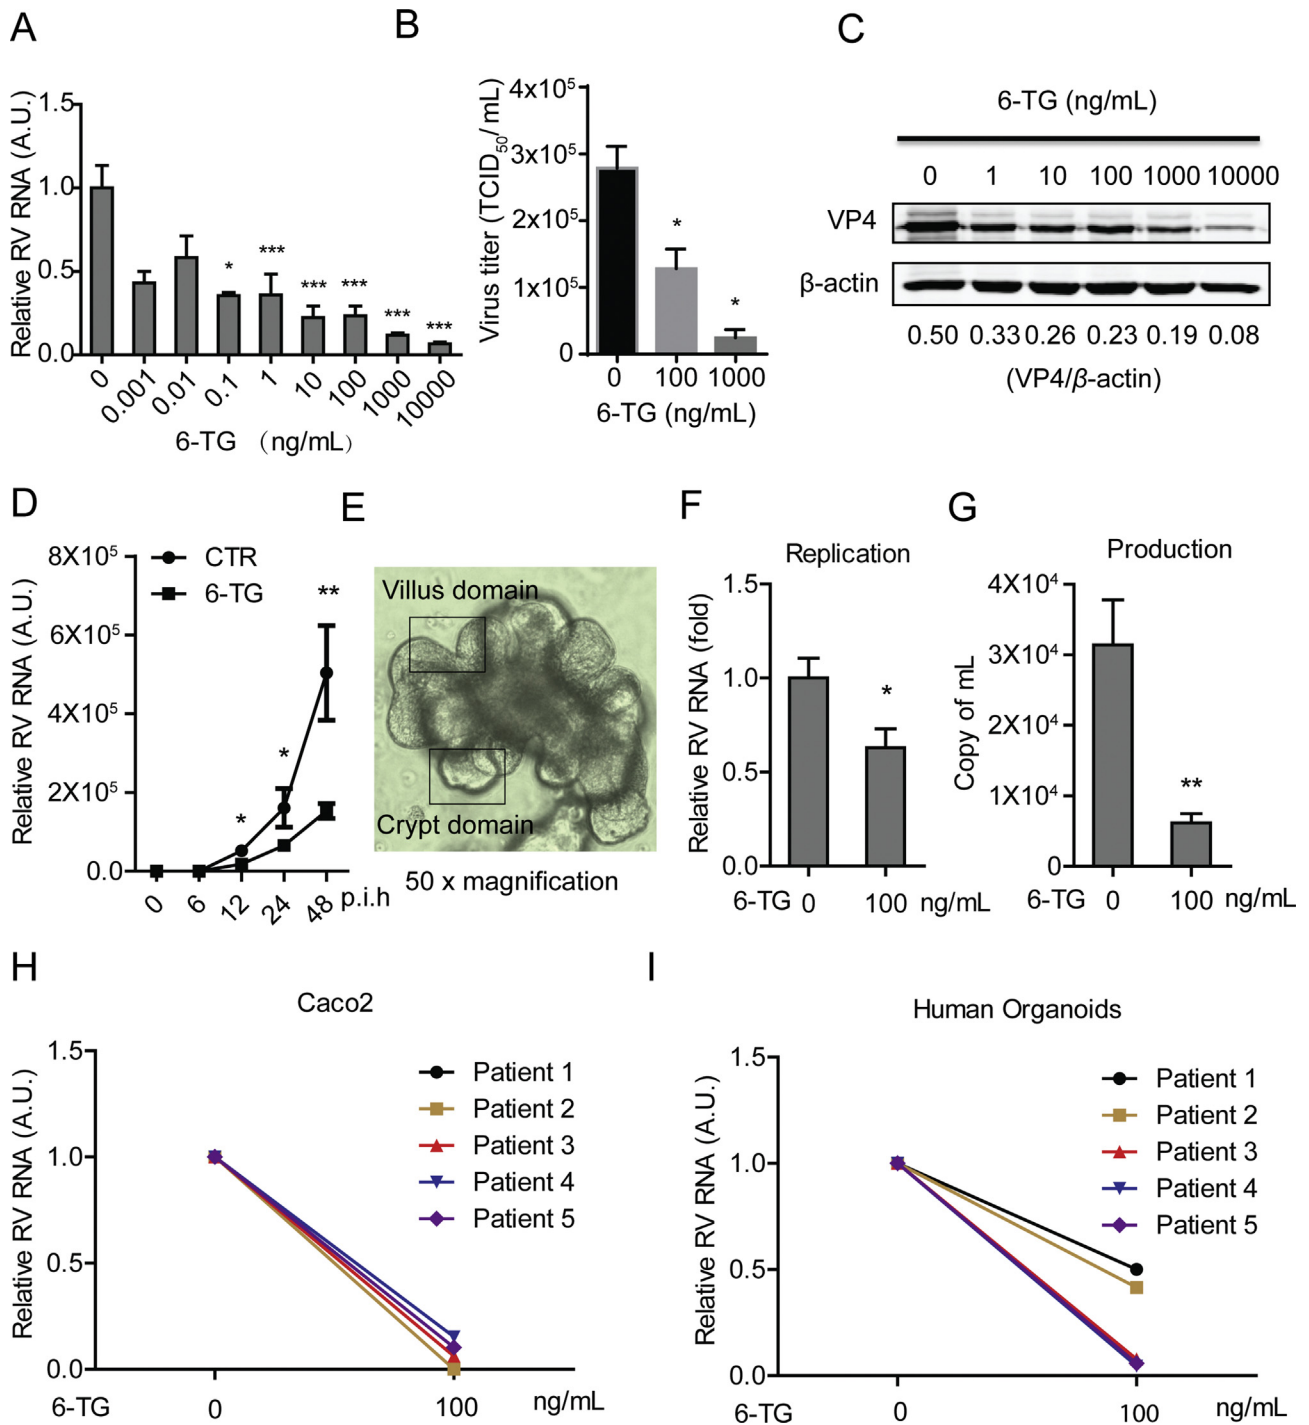 A
Relative RV RNA (A.U.)
1.5
1.0
0.5
0.0
* *** *** *** *** ***
0 0.001 0.01 0.1 1 10 100 1000 10000
6-TG （ng/mL）
B
Virus titer (TCID50/mL)
4x10⁵
3x10⁵
2x10⁵
1x10⁵
0
* *
0 100 1000
6-TG (ng/mL)
C
6-TG (ng/mL)
0 1 10 100 1000 10000
VP4
β-actin
0.50 0.33 0.26 0.23 0.19 0.08
(VP4/β-actin)
D
Relative RV RNA (A.U.)
8X10⁵
6X10⁵
4X10⁵
2X10⁵
0.0
CTR
6-TG
* * **
0 6 12 24 48 p.i.h
E
Villus domain
Crypt domain
50 x magnification
F
Replication
Relative RV RNA (fold)
1.5
1.0
0.5
0.0
*
6-TG 0 100 ng/mL
G
Production
Copy of mL
4X10⁴
3X10⁴
2X10⁴
1X10⁴
0
**
6-TG 0 100 ng/mL
H
Caco2
Relative RV RNA (A.U.)
1.5
1.0
0.5
0.0
Patient 1
Patient 2
Patient 3
Patient 4
Patient 5
6-TG 0 100 ng/mL
I
Human Organoids
Relative RV RNA (A.U.)
1.5
1.0
0.5
0.0
Patient 1
Patient 2
Patient 3
Patient 4
Patient 5
6-TG 0 100 ng/mL